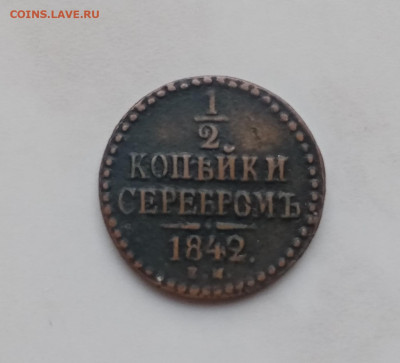 COINS.LAVE.RU
1
2
КОПѢЙКИ
СЕРЕБРОМЪ
1842.